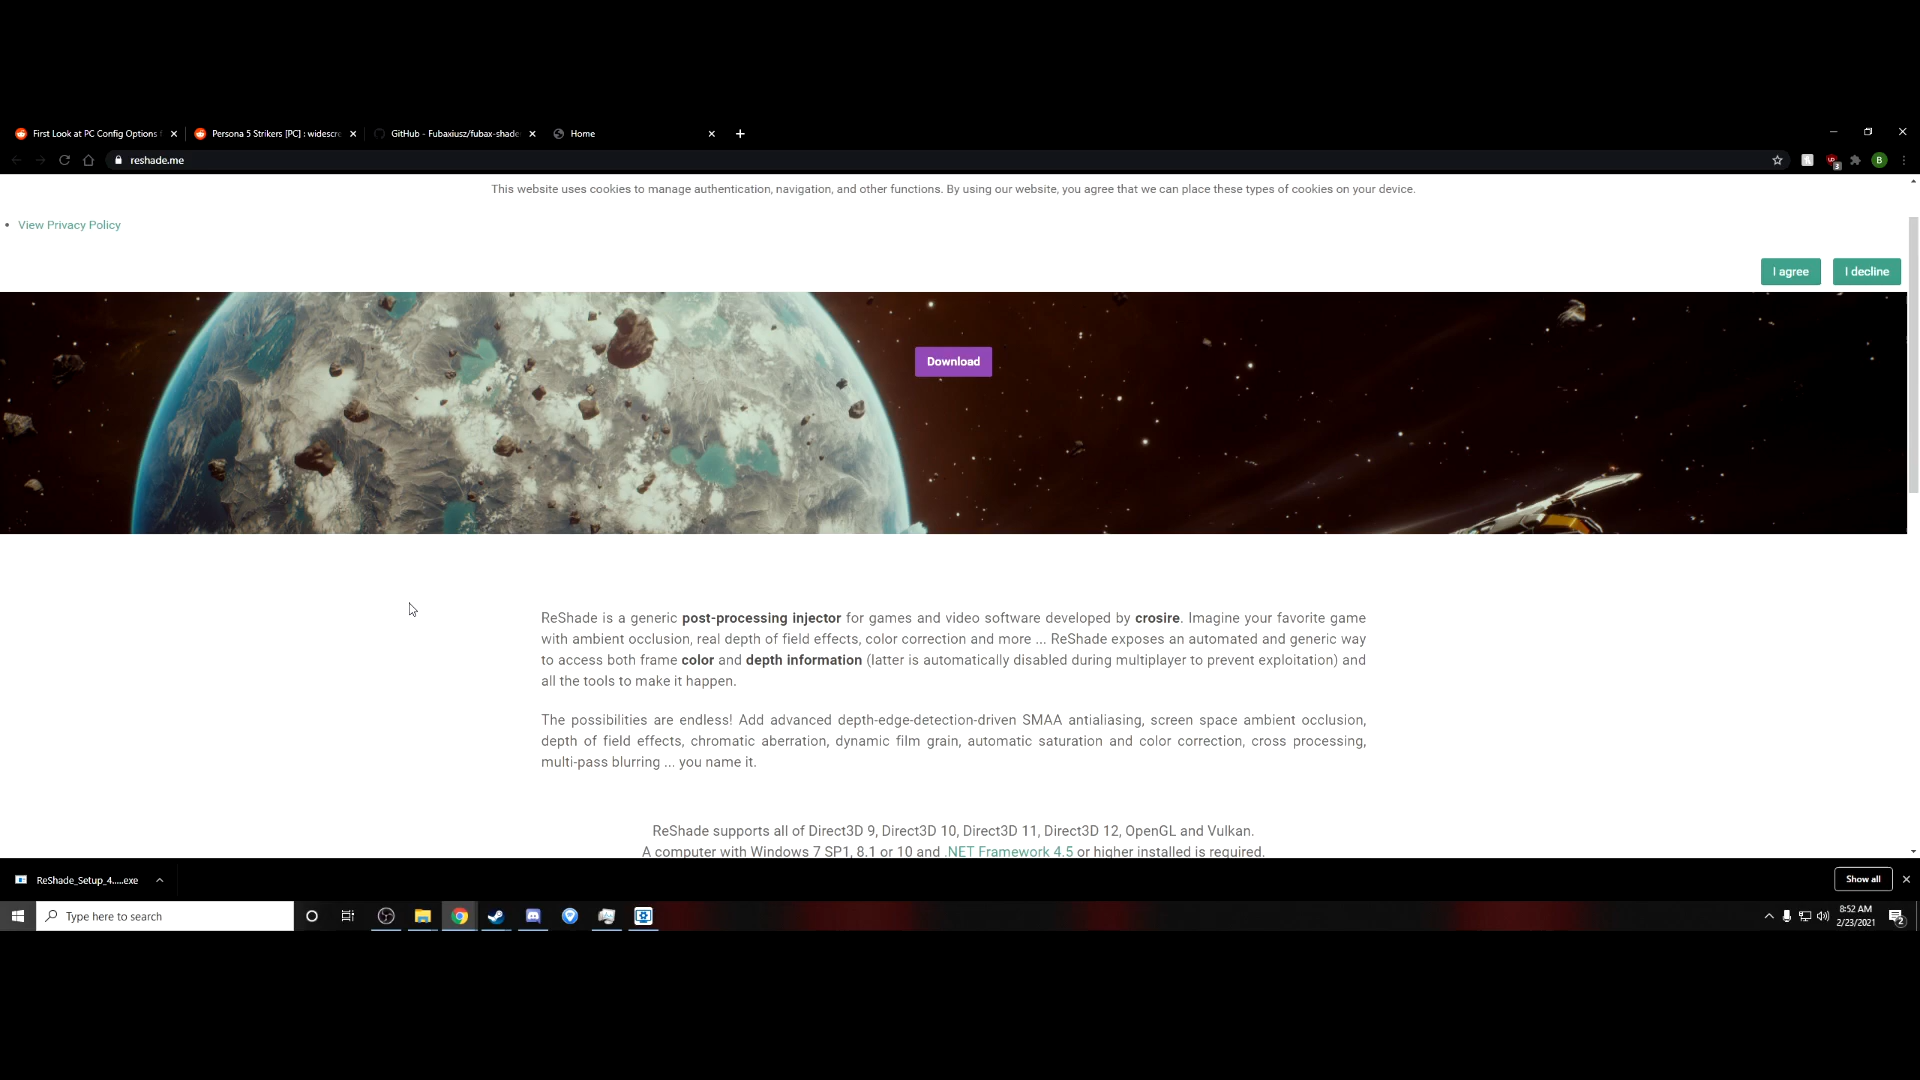 First Look at PC Config Options f
Persona 5 Strikers [PC] : widescre
GitHub - Fubaxiusz/fubax-shade
Home
reshade.me
B
3
This website uses cookies to manage authentication, navigation, and other functions. By using our website, you agree that we can place these types of cookies on your device.
• View Privacy Policy
I agree
I decline
Download
ReShade is a generic post-processing injector for games and video software developed by crosire. Imagine your favorite game
with ambient occlusion, real depth of field effects, color correction and more ... ReShade exposes an automated and generic way
to access both frame color and depth information (latter is automatically disabled during multiplayer to prevent exploitation) and
all the tools to make it happen.
The possibilities are endless! Add advanced depth-edge-detection-driven SMAA antialiasing, screen space ambient occlusion,
depth of field effects, chromatic aberration, dynamic film grain, automatic saturation and color correction, cross processing,
multi-pass blurring ... you name it.
ReShade supports all of Direct3D 9, Direct3D 10, Direct3D 11, Direct3D 12, OpenGL and Vulkan.
A computer with Windows 7 SP1, 8.1 or 10 and .NET Framework 4.5 or higher installed is required.
ReShade_Setup_4.....exe
Show all
Type here to search
8:52 AM
2/23/2021
2